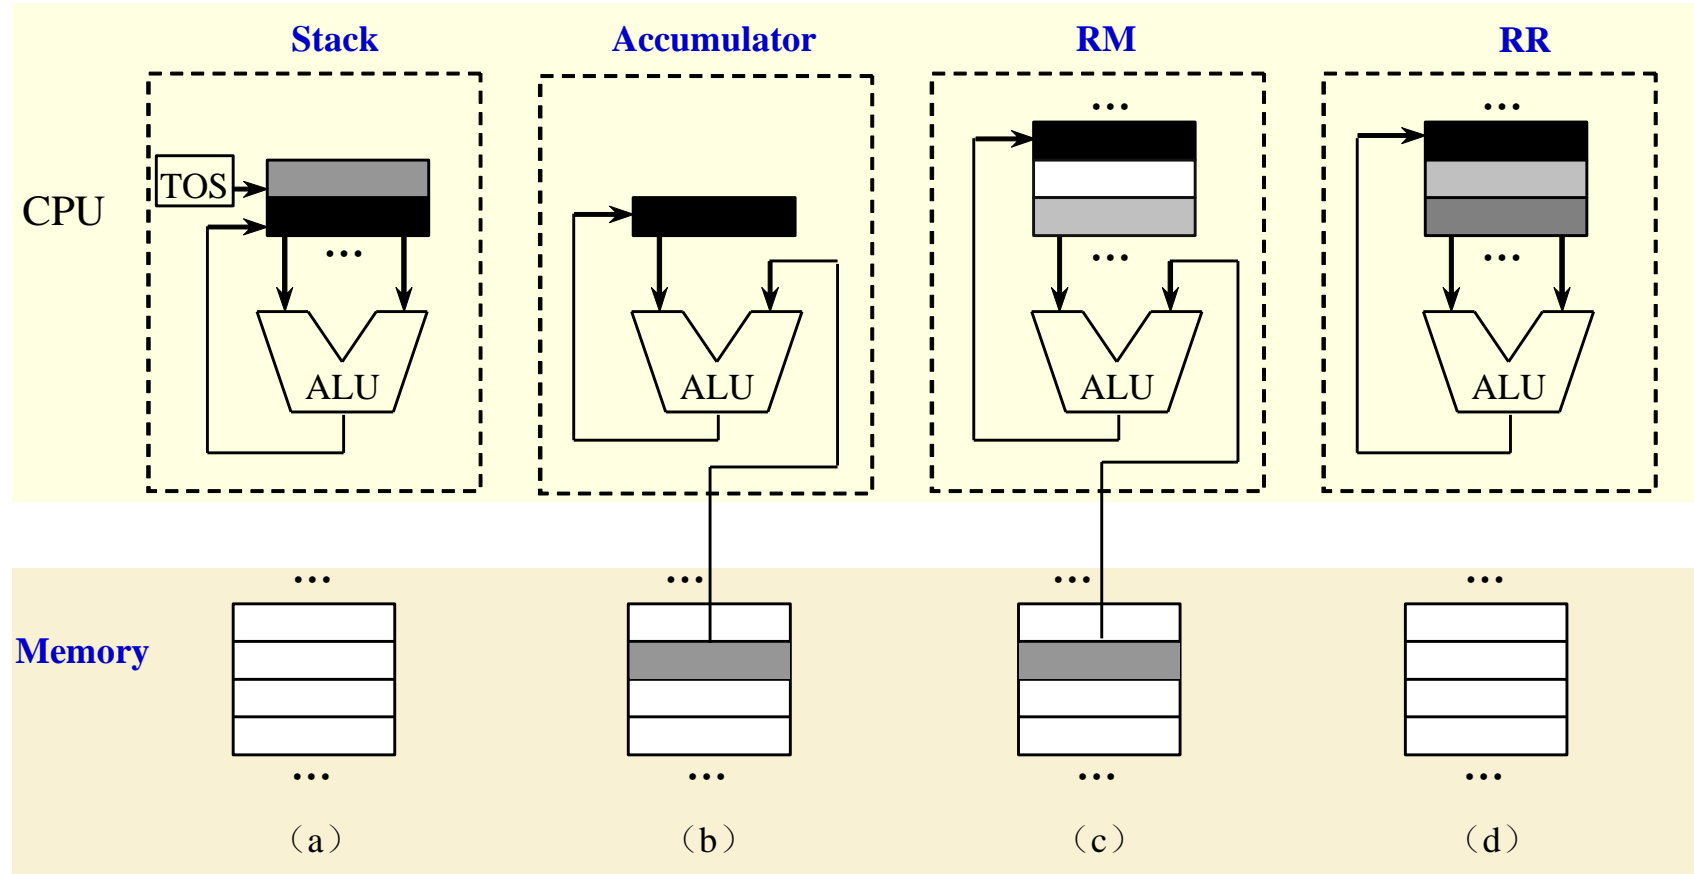 Stack Accumulator RM RR
... ...
TOS
CPU
... ... ...
ALU ALU ALU ALU
... ... ... ...
Memory
... ... ... ...
（a） （b） （c） （d）